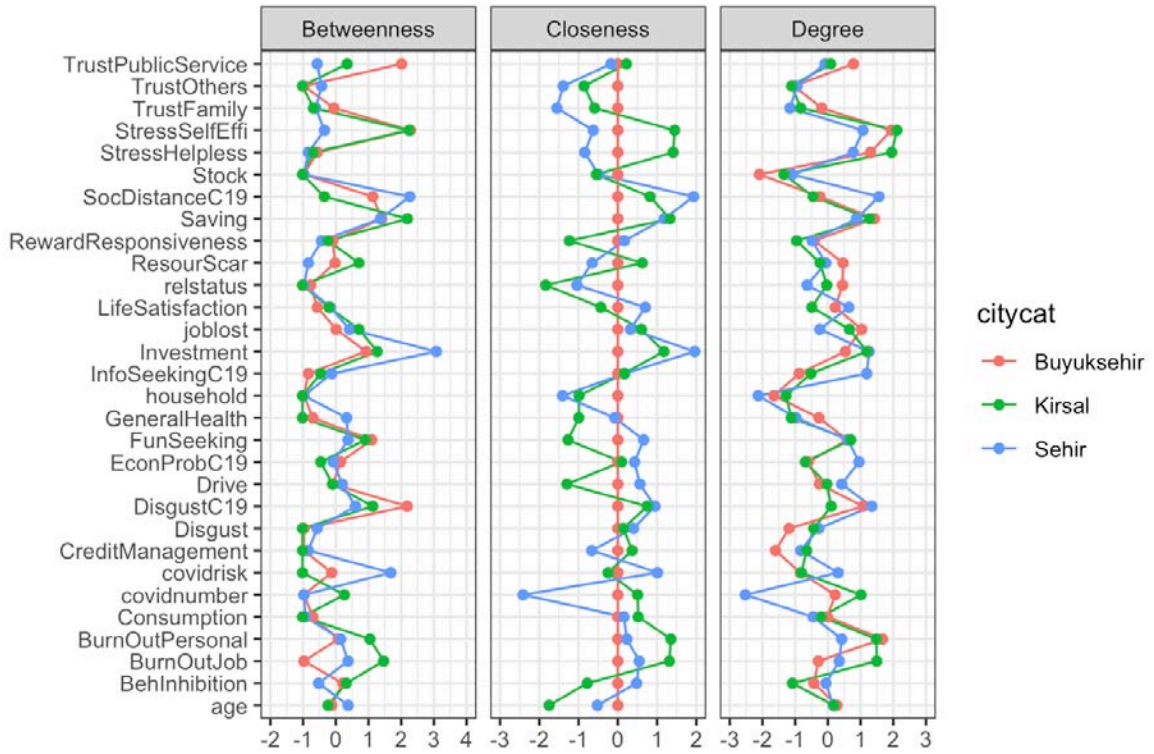 Betweenness Closeness Degree
TrustPublicService
TrustOthers
TrustFamily
StressSelfEffi
StressHelpless
Stock
SocDistanceC19
Saving
RewardResponsiveness
ResourScar
relstatus
LifeSatisfaction
joblost
Investment
InfoSeekingC19
household
GeneralHealth
FunSeeking
EconProbC19
Drive
DisgustC19
Disgust
CreditManagement
covidrisk
covidnumber
Consumption
BurnOutPersonal
BurnOutJob
BehInhibition
age
-2 -1 0 1 2 3 4 -3 -2 -1 0 1 2 -3 -2 -1 0 1 2 3
citycat
Buyuksehir
Kirsal
Sehir